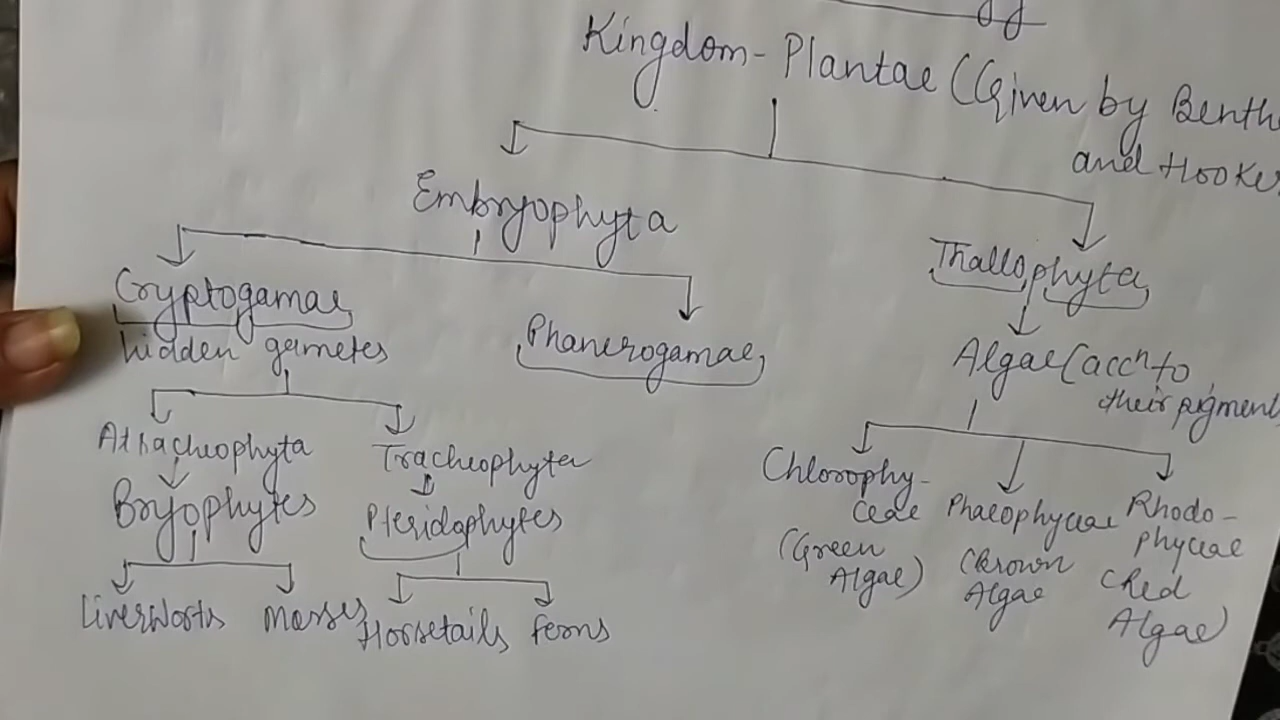 Kingdom - Plantae (Given by Benth
and Hooker
Embryophyta
Thallophyta
Cryptogamae
hidden gametes
Phanerogamae
Algae (accⁿ to
their pigment
Atracheophyta
Tracheophyta
Bryophytes
Pteridophytes
Chlorophy-
ceae
(Green
Algae)
Phaeophyceae
(Brown
Algae
Rhodo-
phyceae
(Red
Algae)
Liverworts
Mosses
Horsetails
ferns